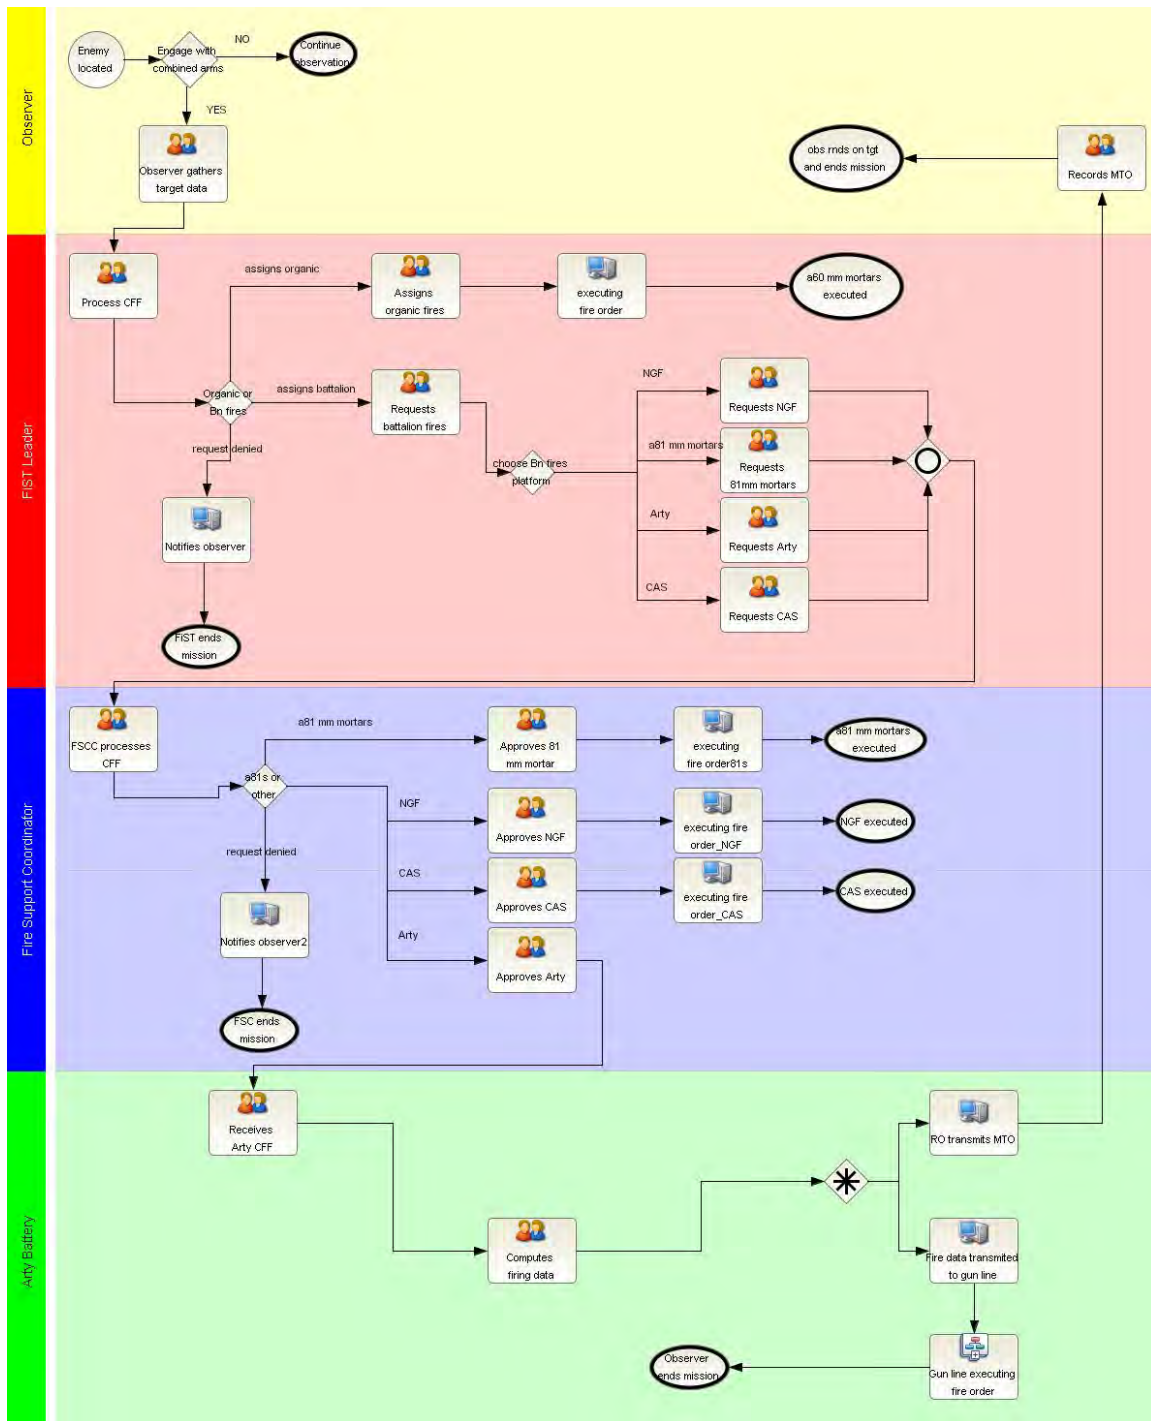 Observer
Enemy
located
Engage with
combined arms
NO
Continue
observation
YES
Observer gathers
target data
obs rnds on tgt
and ends mission
Records MTO
FIST Leader
Process CFF
assigns organic
Assigns
organic fires
executing
fire order
a60 mm mortars
executed
Organic or
Bn fires
assigns battalion
Requests
battalion fires
request denied
Notifies observer
FIST ends
mission
choose Bn fires
platform
NGF
Requests NGF
a81 mm mortars
Requests
81mm mortars
Arty
Requests Arty
CAS
Requests CAS
Fire Support Coordinator
FSCC processes
CFF
a81s or
other
a81 mm mortars
Approves 81
mm mortar
executing
fire order81s
a81 mm mortars
executed
NGF
Approves NGF
executing fire
order_NGF
NGF executed
request denied
CAS
Approves CAS
executing fire
order_CAS
CAS executed
Notifies observer2
Arty
Approves Arty
FSC ends
mission
Arty Battery
Receives
Arty CFF
RO transmits MTO
Computes
firing data
Fire data transmited
to gun line
Observer
ends mission
Gun line executing
fire order